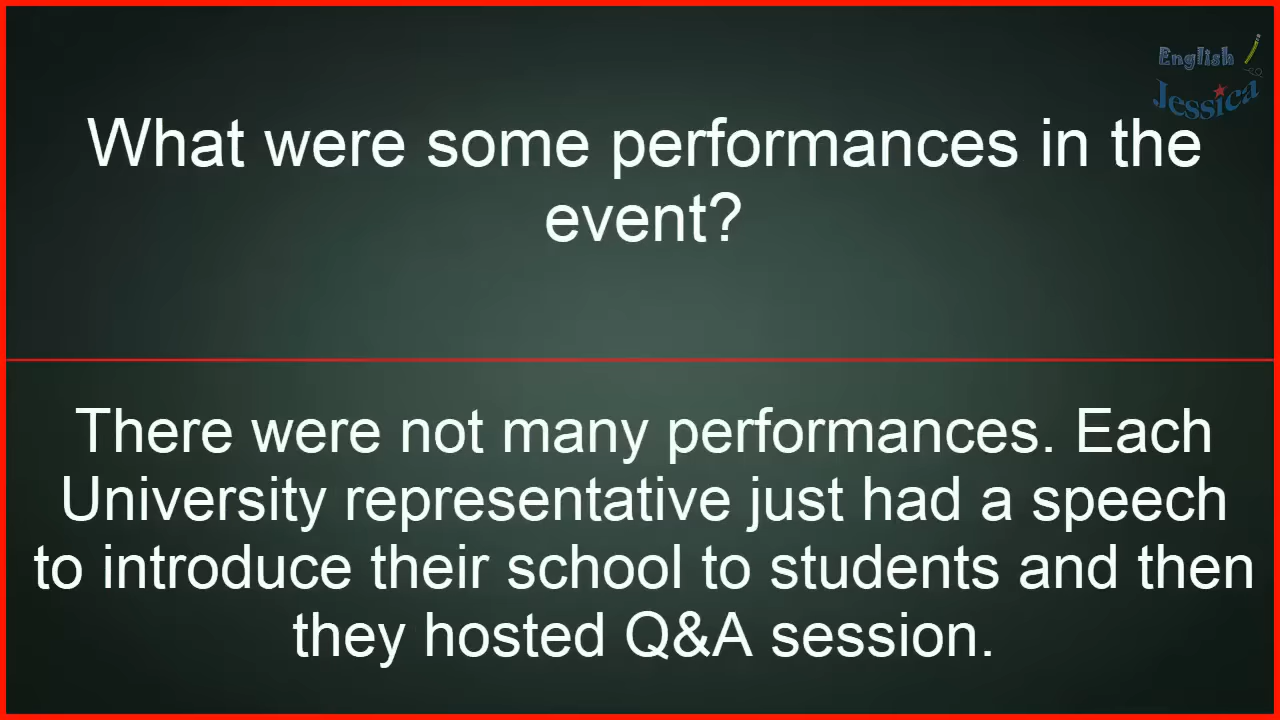 English
Jessica
What were some performances in the
event?
There were not many performances. Each
University representative just had a speech
to introduce their school to students and then
they hosted Q&A session.